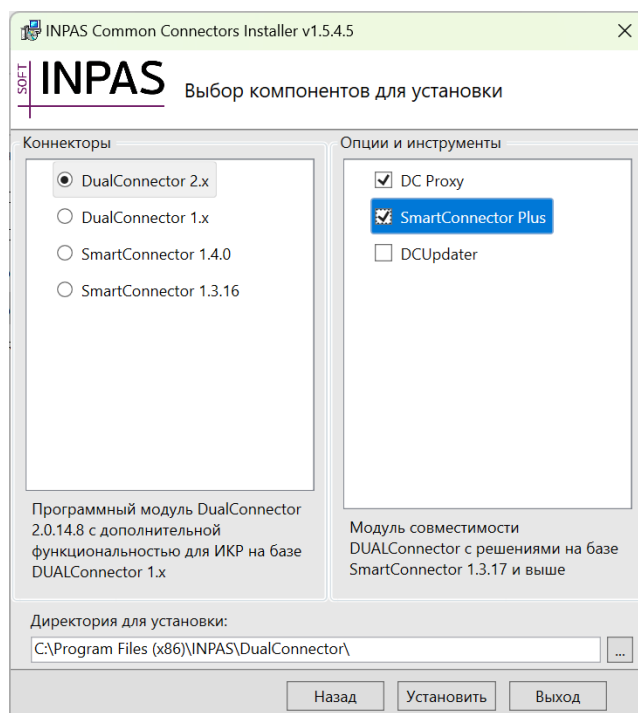 INPAS Common Connectors Installer v1.5.4.5
SOFT INPAS
Выбор компонентов для установки
Коннекторы
DualConnector 2.x
DualConnector 1.x
SmartConnector 1.4.0
SmartConnector 1.3.16
Программный модуль DualConnector
2.0.14.8 с дополнительной
функциональностью для ИКР на базе
DUALConnector 1.x
Опции и инструменты
DC Proxy
SmartConnector Plus
DCUpdater
Модуль совместимости
DUALConnector с решениями на базе
SmartConnector 1.3.17 и выше
Директория для установки:
C:\Program Files (x86)\INPAS\DualConnector\
...
Назад
Установить
Выход